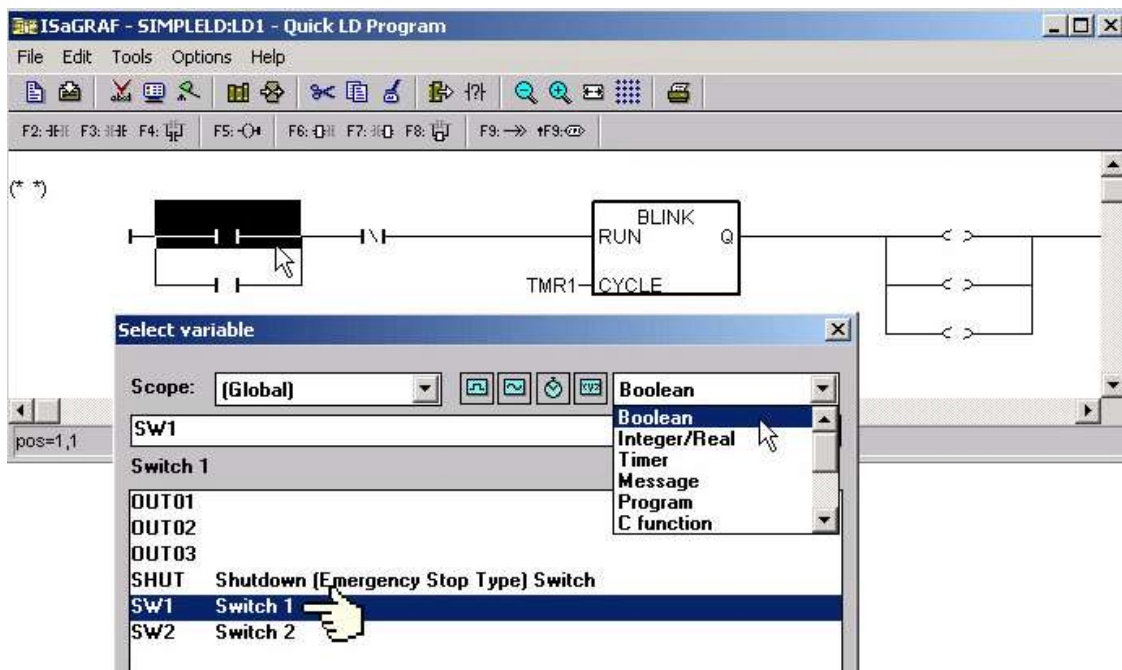 ISaGRAF - SIMPLELD:LD1 - Quick LD Program
File Edit Tools Options Help
F2: F3: F4: F5: F6: F7: F8: F9: F9:
(* *)
BLINK
RUN Q
TMR1 CYCLE
Select variable
Scope: (Global) Boolean
Boolean
SW1
Integer/Real
pos=1,1
Timer
Switch 1
Message
Program
C function
OUT01
OUT02
OUT03
SHUT Shutdown (Emergency Stop Type) Switch
SW1 Switch 1
SW2 Switch 2